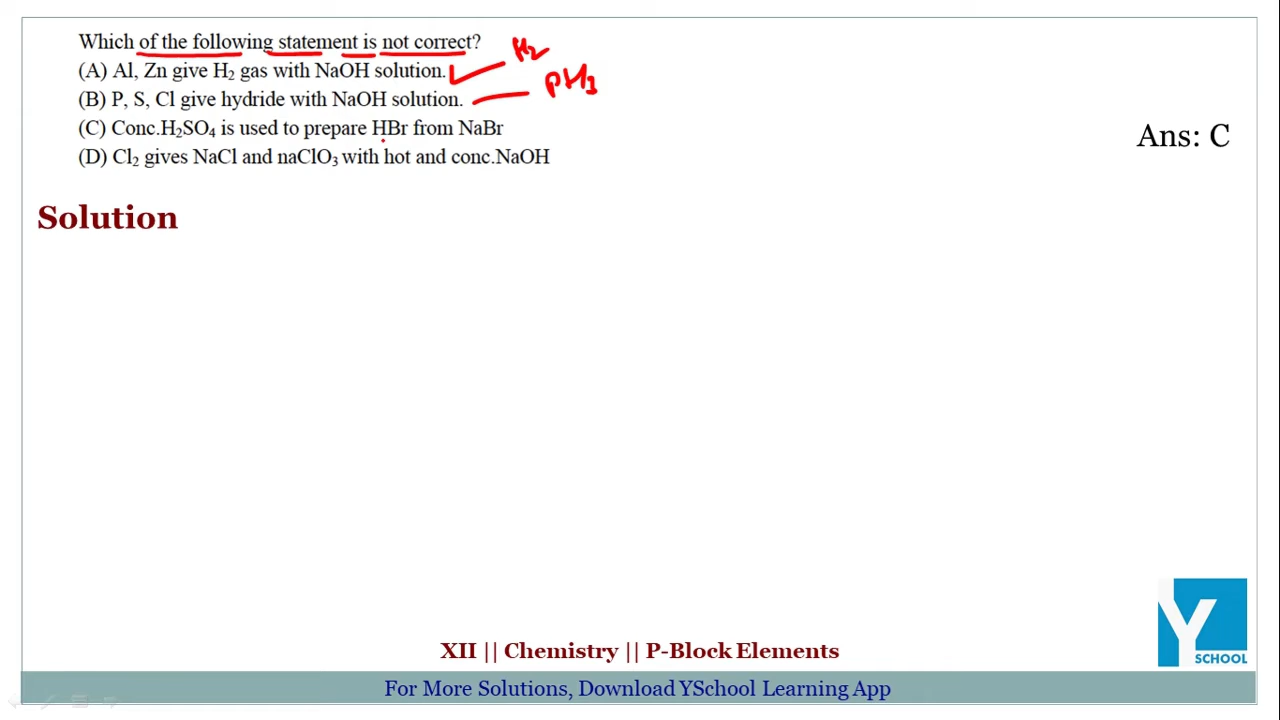 Which of the following statement is not correct?
(A) Al, Zn give H₂ gas with NaOH solution. H₂
(B) P, S, Cl give hydride with NaOH solution. PH₃
(C) Conc.H₂SO₄ is used to prepare HBr from NaBr
(D) Cl₂ gives NaCl and naClO₃ with hot and conc.NaOH
Ans: C
Solution
Y
SCHOOL
XII || Chemistry || P-Block Elements
For More Solutions, Download YSchool Learning App